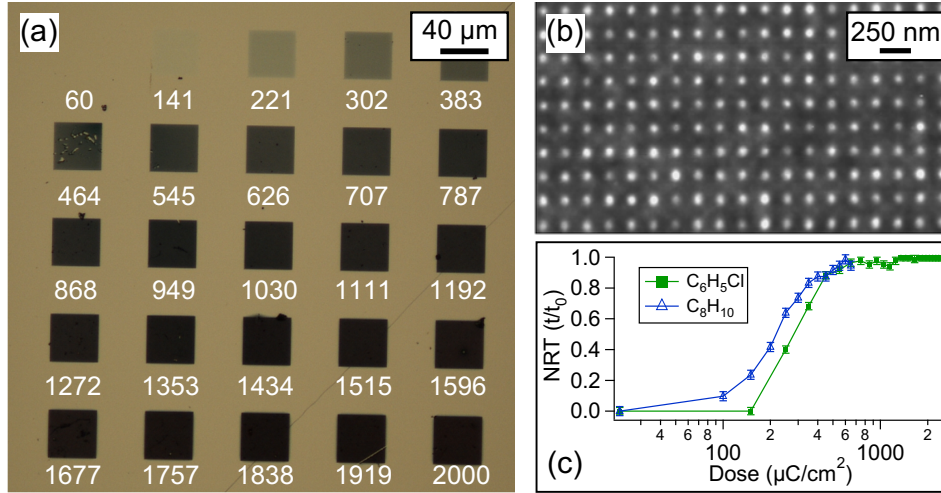 (a)
40 µm
60 141 221 302 383
464 545 626 707 787
868 949 1030 1111 1192
1272 1353 1434 1515 1596
1677 1757 1838 1919 2000
(b)
250 nm
1.0
0.8
0.6
0.4
0.2
0.0
NRT (t/t₀)
C₆H₅Cl
C₈H₁₀
4 6 8 2 4 6 8 2
100 1000
Dose (µC/cm²)
(c)